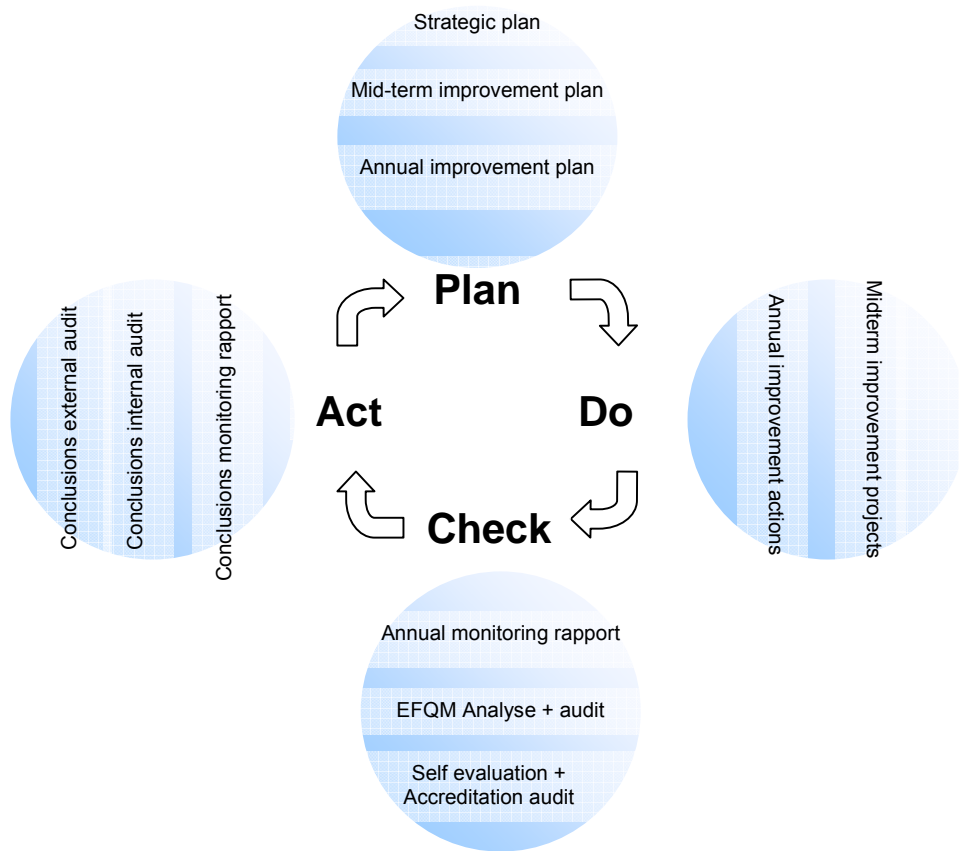 Strategic plan
Mid-term improvement plan
Annual improvement plan
Plan
Conclusions external audit
Conclusions internal audit
Conclusions monitoring rapport
Act
Do
Annual improvement actions
Midterm improvement projects
Check
Annual monitoring rapport
EFQM Analyse + audit
Self evaluation +
Accreditation audit